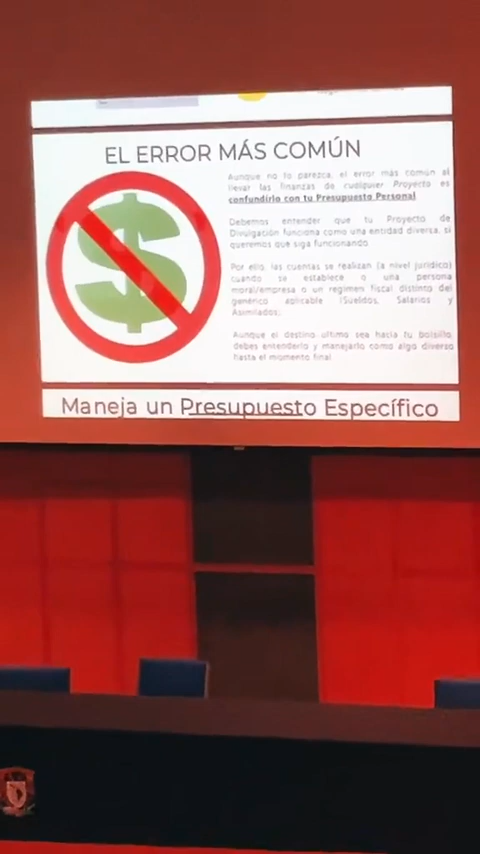 EL ERROR MÁS COMÚN
Aunque no lo parezca, el error más común al
llevar las finanzas de cualquier Proyecto es
confundirlo con tu Presupuesto Personal
Debemos entender que tu Proyecto de
Divulgación funciona como una entidad diversa, si
queremos que siga funcionando.
Por ello, las cuentas se realizan (a nivel jurídico)
cuando se establece o una persona
moral/empresa o un regimen fiscal distinto del
genérico aplicable (Sueldos, Salarios y
Asimilados).
Aunque el destino último sea hacia tu bolsillo,
debes entenderlo y manejarlo como algo diverso
hasta el momento final.
Maneja un Presupuesto Específico